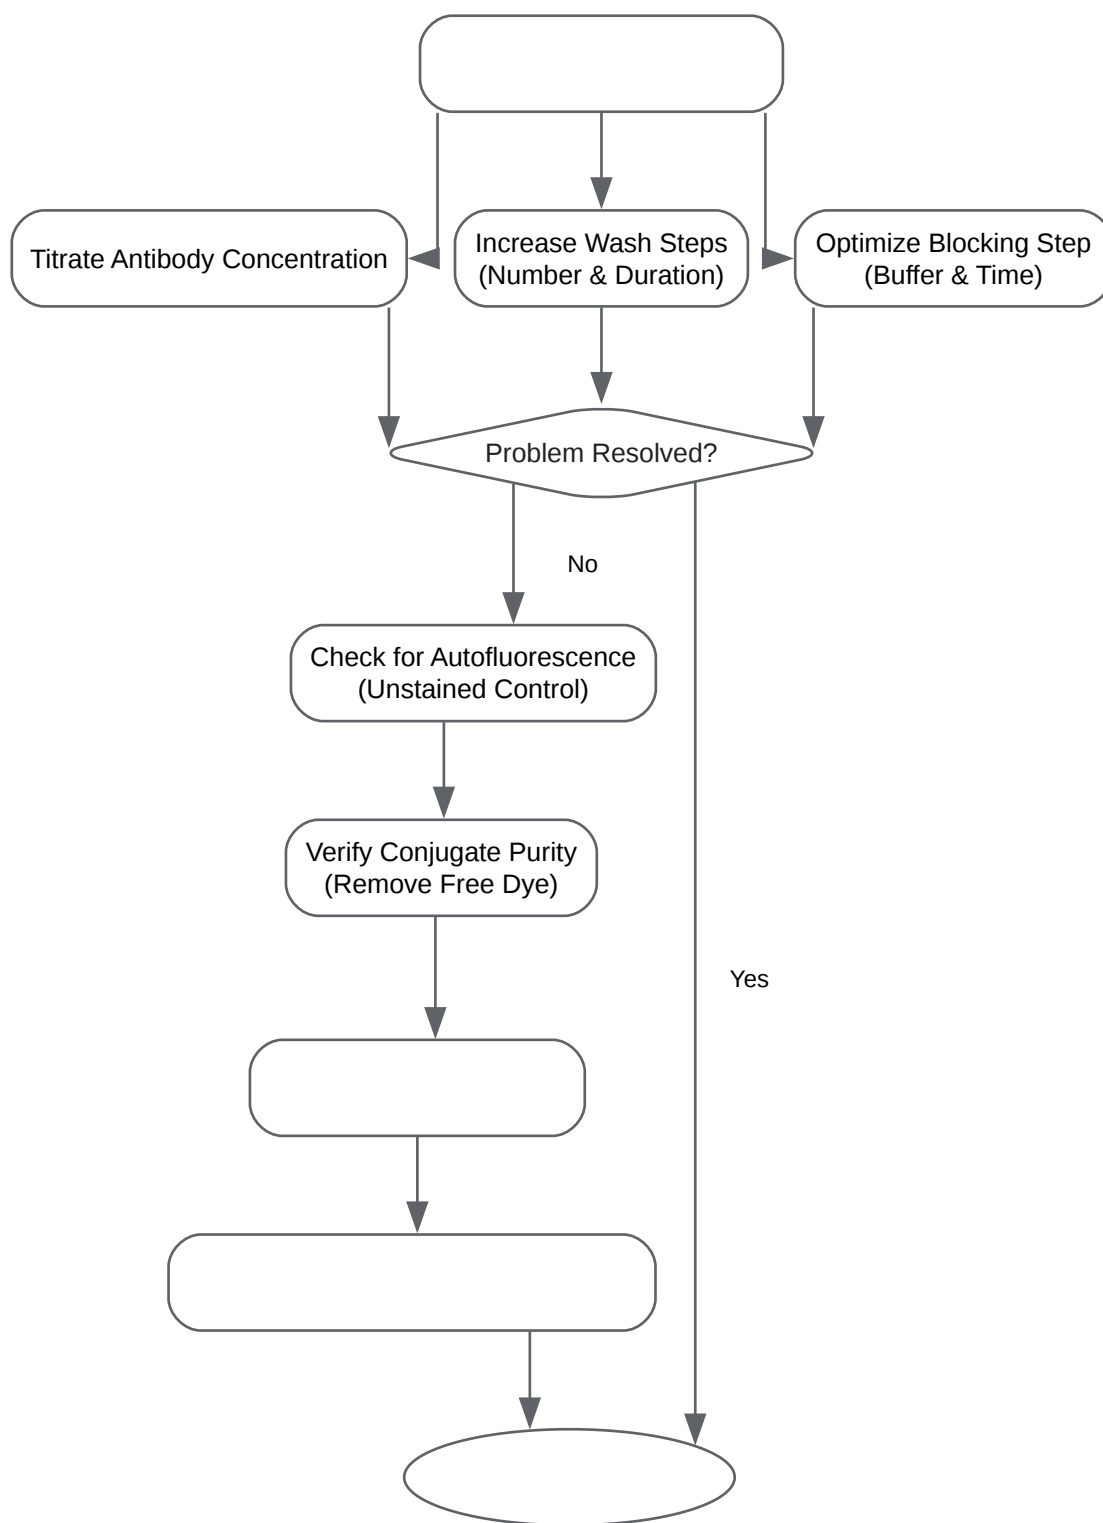 Titrate Antibody Concentration
Increase Wash Steps
(Number & Duration)
Optimize Blocking Step
(Buffer & Time)
Problem Resolved?
No
Check for Autofluorescence
(Unstained Control)
Verify Conjugate Purity
(Remove Free Dye)
Yes